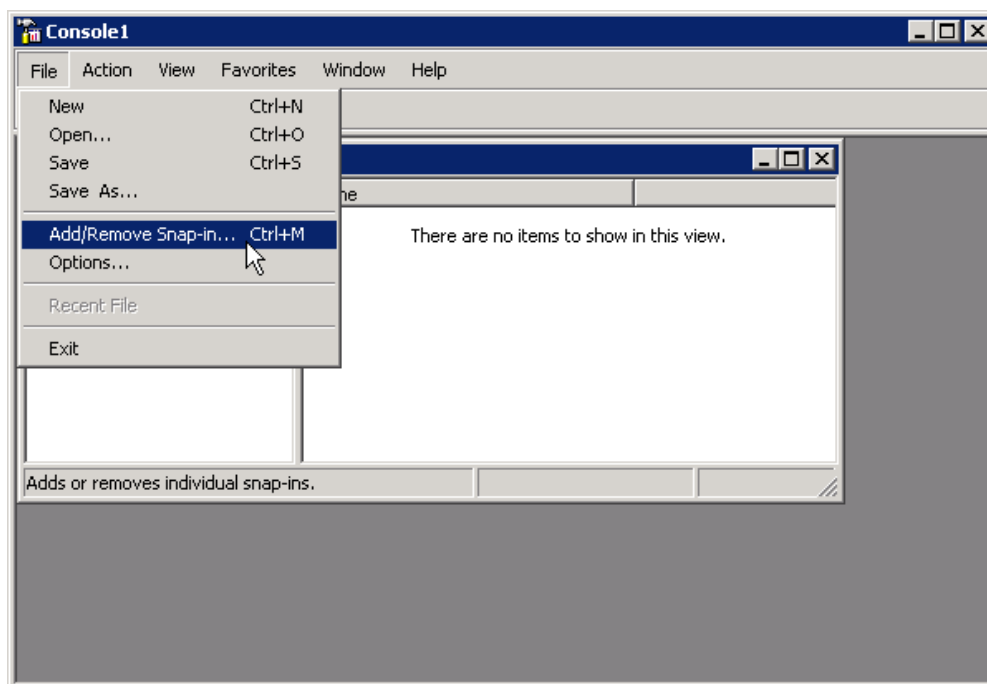 Console1
File Action View Favorites Window Help
New Ctrl+N
Open... Ctrl+O
Save Ctrl+S
Save As...
Add/Remove Snap-in... Ctrl+M
Options...
Recent File
Exit
There are no items to show in this view.
Adds or removes individual snap-ins.